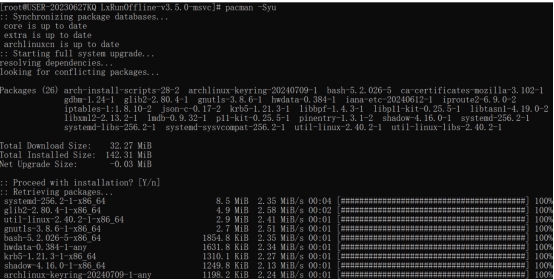 [root@USER-20230627KQ LxRunOffline-v3.5.0-msvc]# pacman -Syu
:: Synchronizing package databases...
core is up to date
extra is up to date
archlinuxcn is up to date
:: Starting full system upgrade...
resolving dependencies...
looking for conflicting packages...
Packages (26) arch-install-scripts-28-2 archlinux-keyring-20240709-1 bash-5.2.026-5 ca-certificates-mozilla-3.102-1
gdbm-1.24-1 glib2-2.80.4-1 gnutls-3.8.6-1 hwdata-0.384-1 iana-etc-20240612-1 iproute2-6.9.0-2
iptables-1:1.8.10-2 json-c-0.17-2 krb5-1.21.3-1 libbpf-1.4.3-1 libp11-kit-0.25.5-1 libtasn1-4.19.0-2
libxml2-2.13.2-1 lmdb-0.9.32-1 p11-kit-0.25.5-1 pinentry-1.3.1-2 shadow-4.16.0-1 systemd-256.2-1
systemd-libs-256.2-1 systemd-sysvcompat-256.2-1 util-linux-2.40.2-1 util-linux-libs-2.40.2-1
Total Download Size: 32.27 MiB
Total Installed Size: 142.31 MiB
Net Upgrade Size: -0.03 MiB
:: Proceed with installation? [Y/n]
:: Retrieving packages...
systemd-256.2-1-x86_64 8.5 MiB 2.35 MiB/s 00:04 [######################################] 100%
glib2-2.80.4-1-x86_64 4.9 MiB 2.58 MiB/s 00:02 [######################################] 100%
util-linux-2.40.2-1-x86_64 2.9 MiB 2.41 MiB/s 00:01 [######################################] 100%
gnutls-3.8.6-1-x86_64 2.7 MiB 2.51 MiB/s 00:01 [######################################] 100%
bash-5.2.026-5-x86_64 1854.8 KiB 2.35 MiB/s 00:01 [######################################] 100%
hwdata-0.384-1-any 1631.8 KiB 2.34 MiB/s 00:01 [######################################] 100%
krb5-1.21.3-1-x86_64 1310.1 KiB 2.27 MiB/s 00:01 [######################################] 100%
shadow-4.16.0-1-x86_64 1249.8 KiB 2.13 MiB/s 00:01 [######################################] 100%
archlinux-keyring-20240709-1-any 1198.2 KiB 2.24 MiB/s 00:01 [######################################] 100%